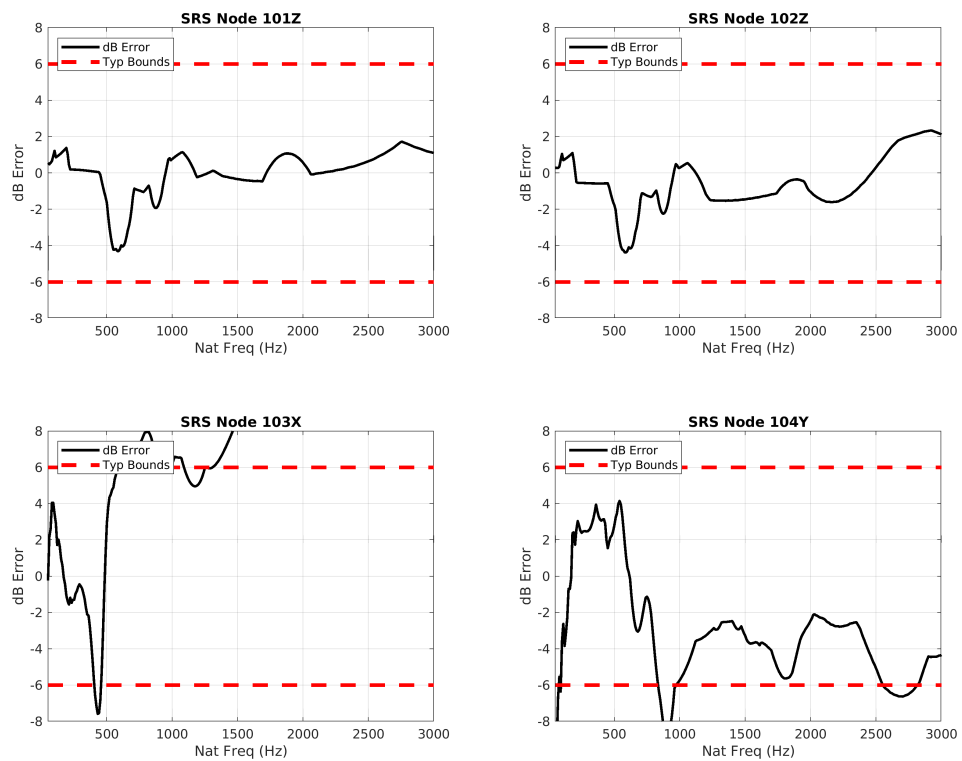 SRS Node 101Z
8
6
4
2
0
-2
-4
-6
-8
dB Error
dB Error
Typ Bounds
500 1000 1500 2000 2500 3000
Nat Freq (Hz)
SRS Node 102Z
8
6
4
2
0
-2
-4
-6
-8
dB Error
dB Error
Typ Bounds
500 1000 1500 2000 2500 3000
Nat Freq (Hz)
SRS Node 103X
8
6
4
2
0
-2
-4
-6
-8
dB Error
dB Error
Typ Bounds
500 1000 1500 2000 2500 3000
Nat Freq (Hz)
SRS Node 104Y
8
6
4
2
0
-2
-4
-6
-8
dB Error
dB Error
Typ Bounds
500 1000 1500 2000 2500 3000
Nat Freq (Hz)